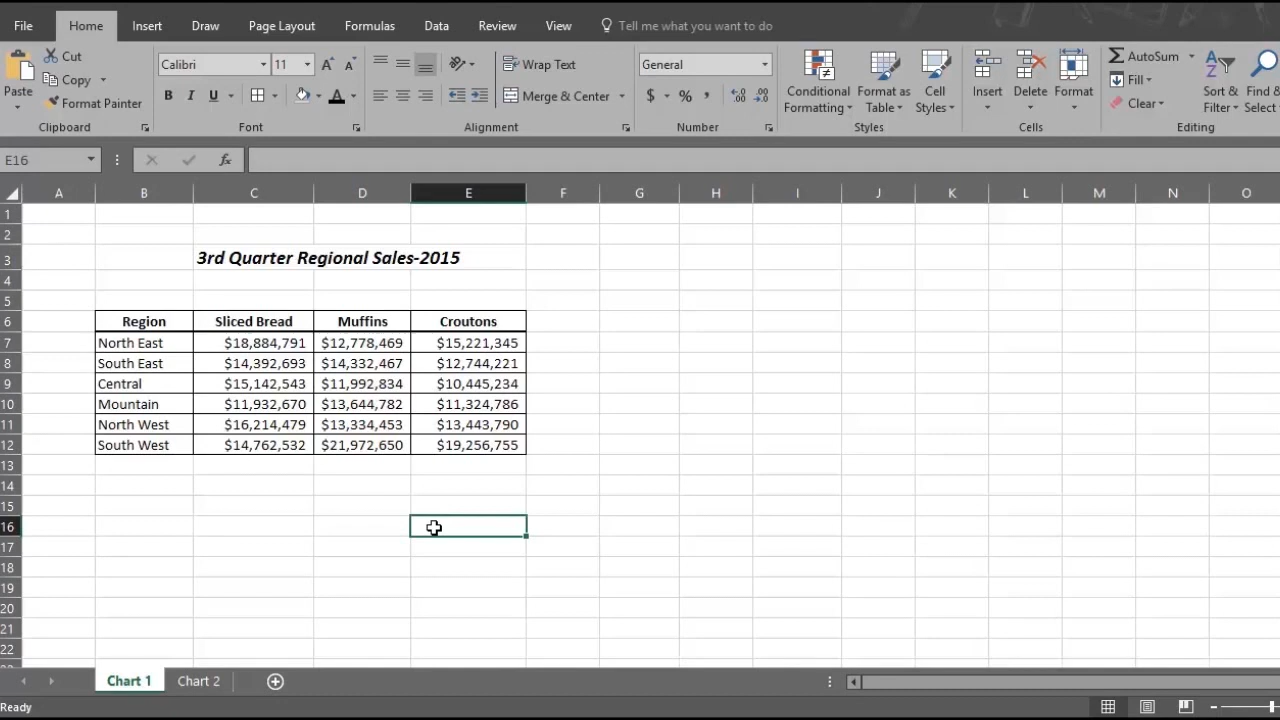 File Home Insert Draw Page Layout Formulas Data Review View Tell me what you want to do
Paste Cut Copy Format Painter
Calibri 11
B I U
Wrap Text
Merge & Center
General
$ % ,
Conditional Formatting
Format as Table
Cell Styles
Insert Delete Format
AutoSum
Fill
Clear
Sort & Filter
Find & Select
Clipboard Font Alignment Number Styles Cells Editing
E16 fx
A B C D E F G H I J K L M N O
1
2
3 3rd Quarter Regional Sales-2015
4
5
6 Region Sliced Bread Muffins Croutons
7 North East $18,884,791 $12,778,469 $15,221,345
8 South East $14,392,693 $14,332,467 $12,744,221
9 Central $15,142,543 $11,992,834 $10,445,234
10 Mountain $11,932,670 $13,644,782 $11,324,786
11 North West $16,214,479 $13,334,453 $13,443,790
12 South West $14,762,532 $21,972,650 $19,256,755
13
14
15
16
17
18
19
20
21
22
Chart 1 Chart 2
Ready